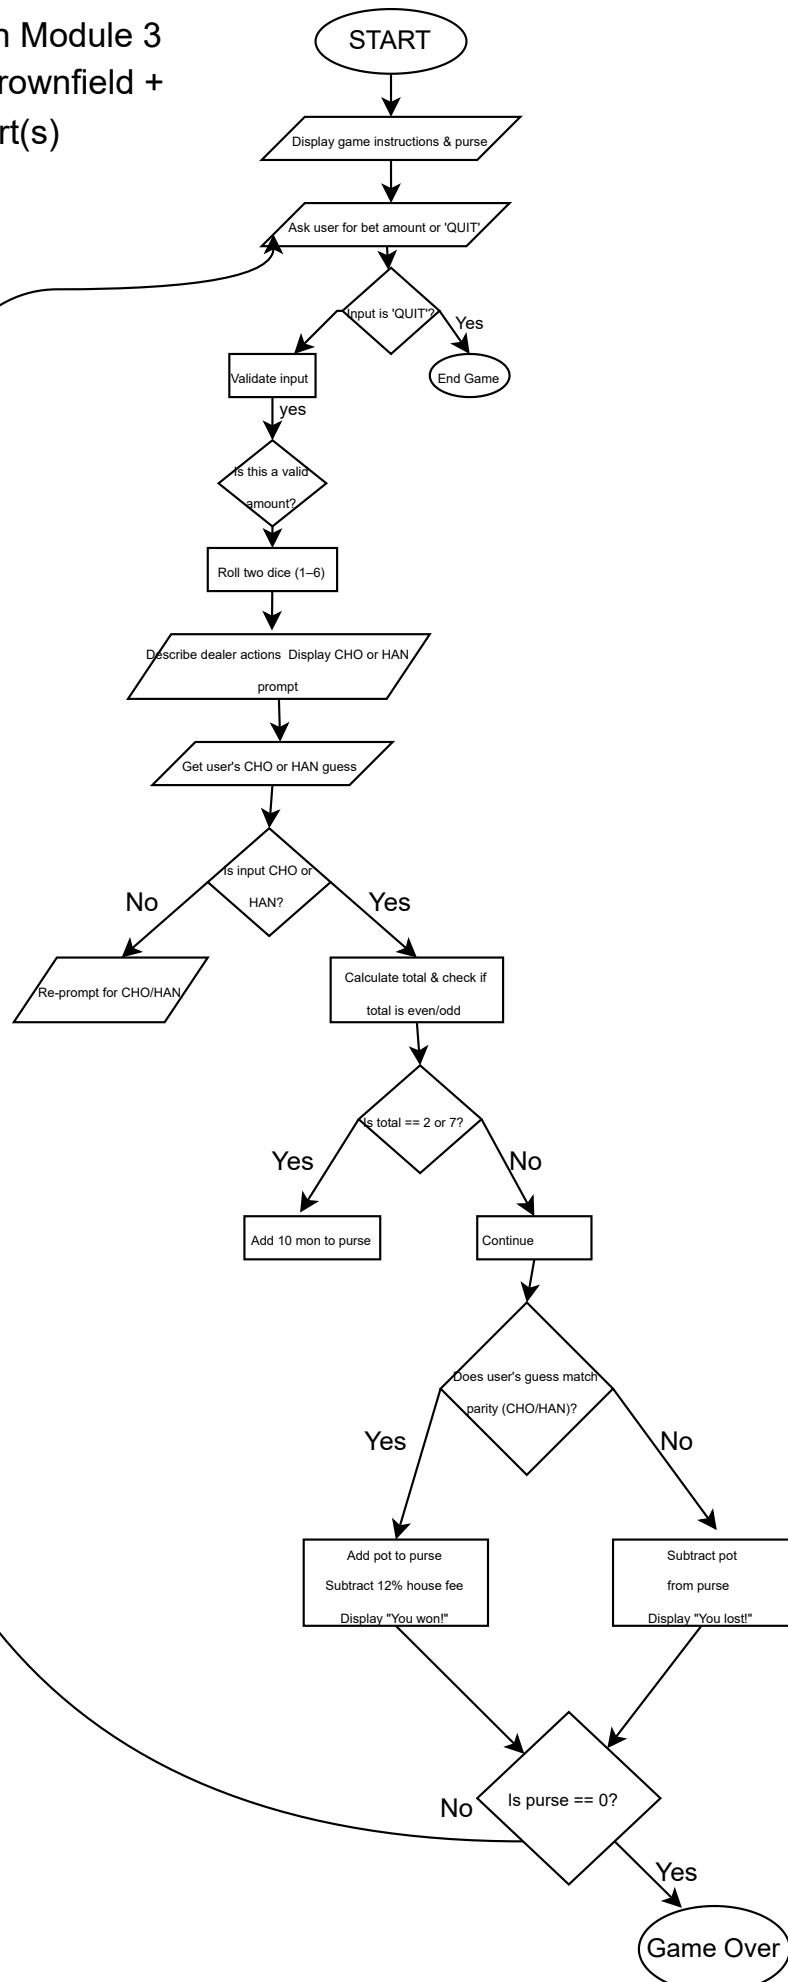 n Module 3
rownfield +
rt(s)
START
Display game instructions & purse
Ask user for bet amount or 'QUIT'
Input is 'QUIT'?
Yes
Validate input
End Game
yes
Is this a valid
amount?
Roll two dice (1–6)
Describe dealer actions  Display CHO or HAN
prompt
Get user's CHO or HAN guess
Is input CHO or
HAN?
No
Yes
Re-prompt for CHO/HAN
Calculate total & check if
total is even/odd
Is total == 2 or 7?
Yes
No
Add 10 mon to purse
Continue
Does user's guess match
parity (CHO/HAN)?
Yes
No
Add pot to purse
Subtract 12% house fee
Display "You won!"
Subtract pot
from purse
Display "You lost!"
Is purse == 0?
No
Yes
Game Over